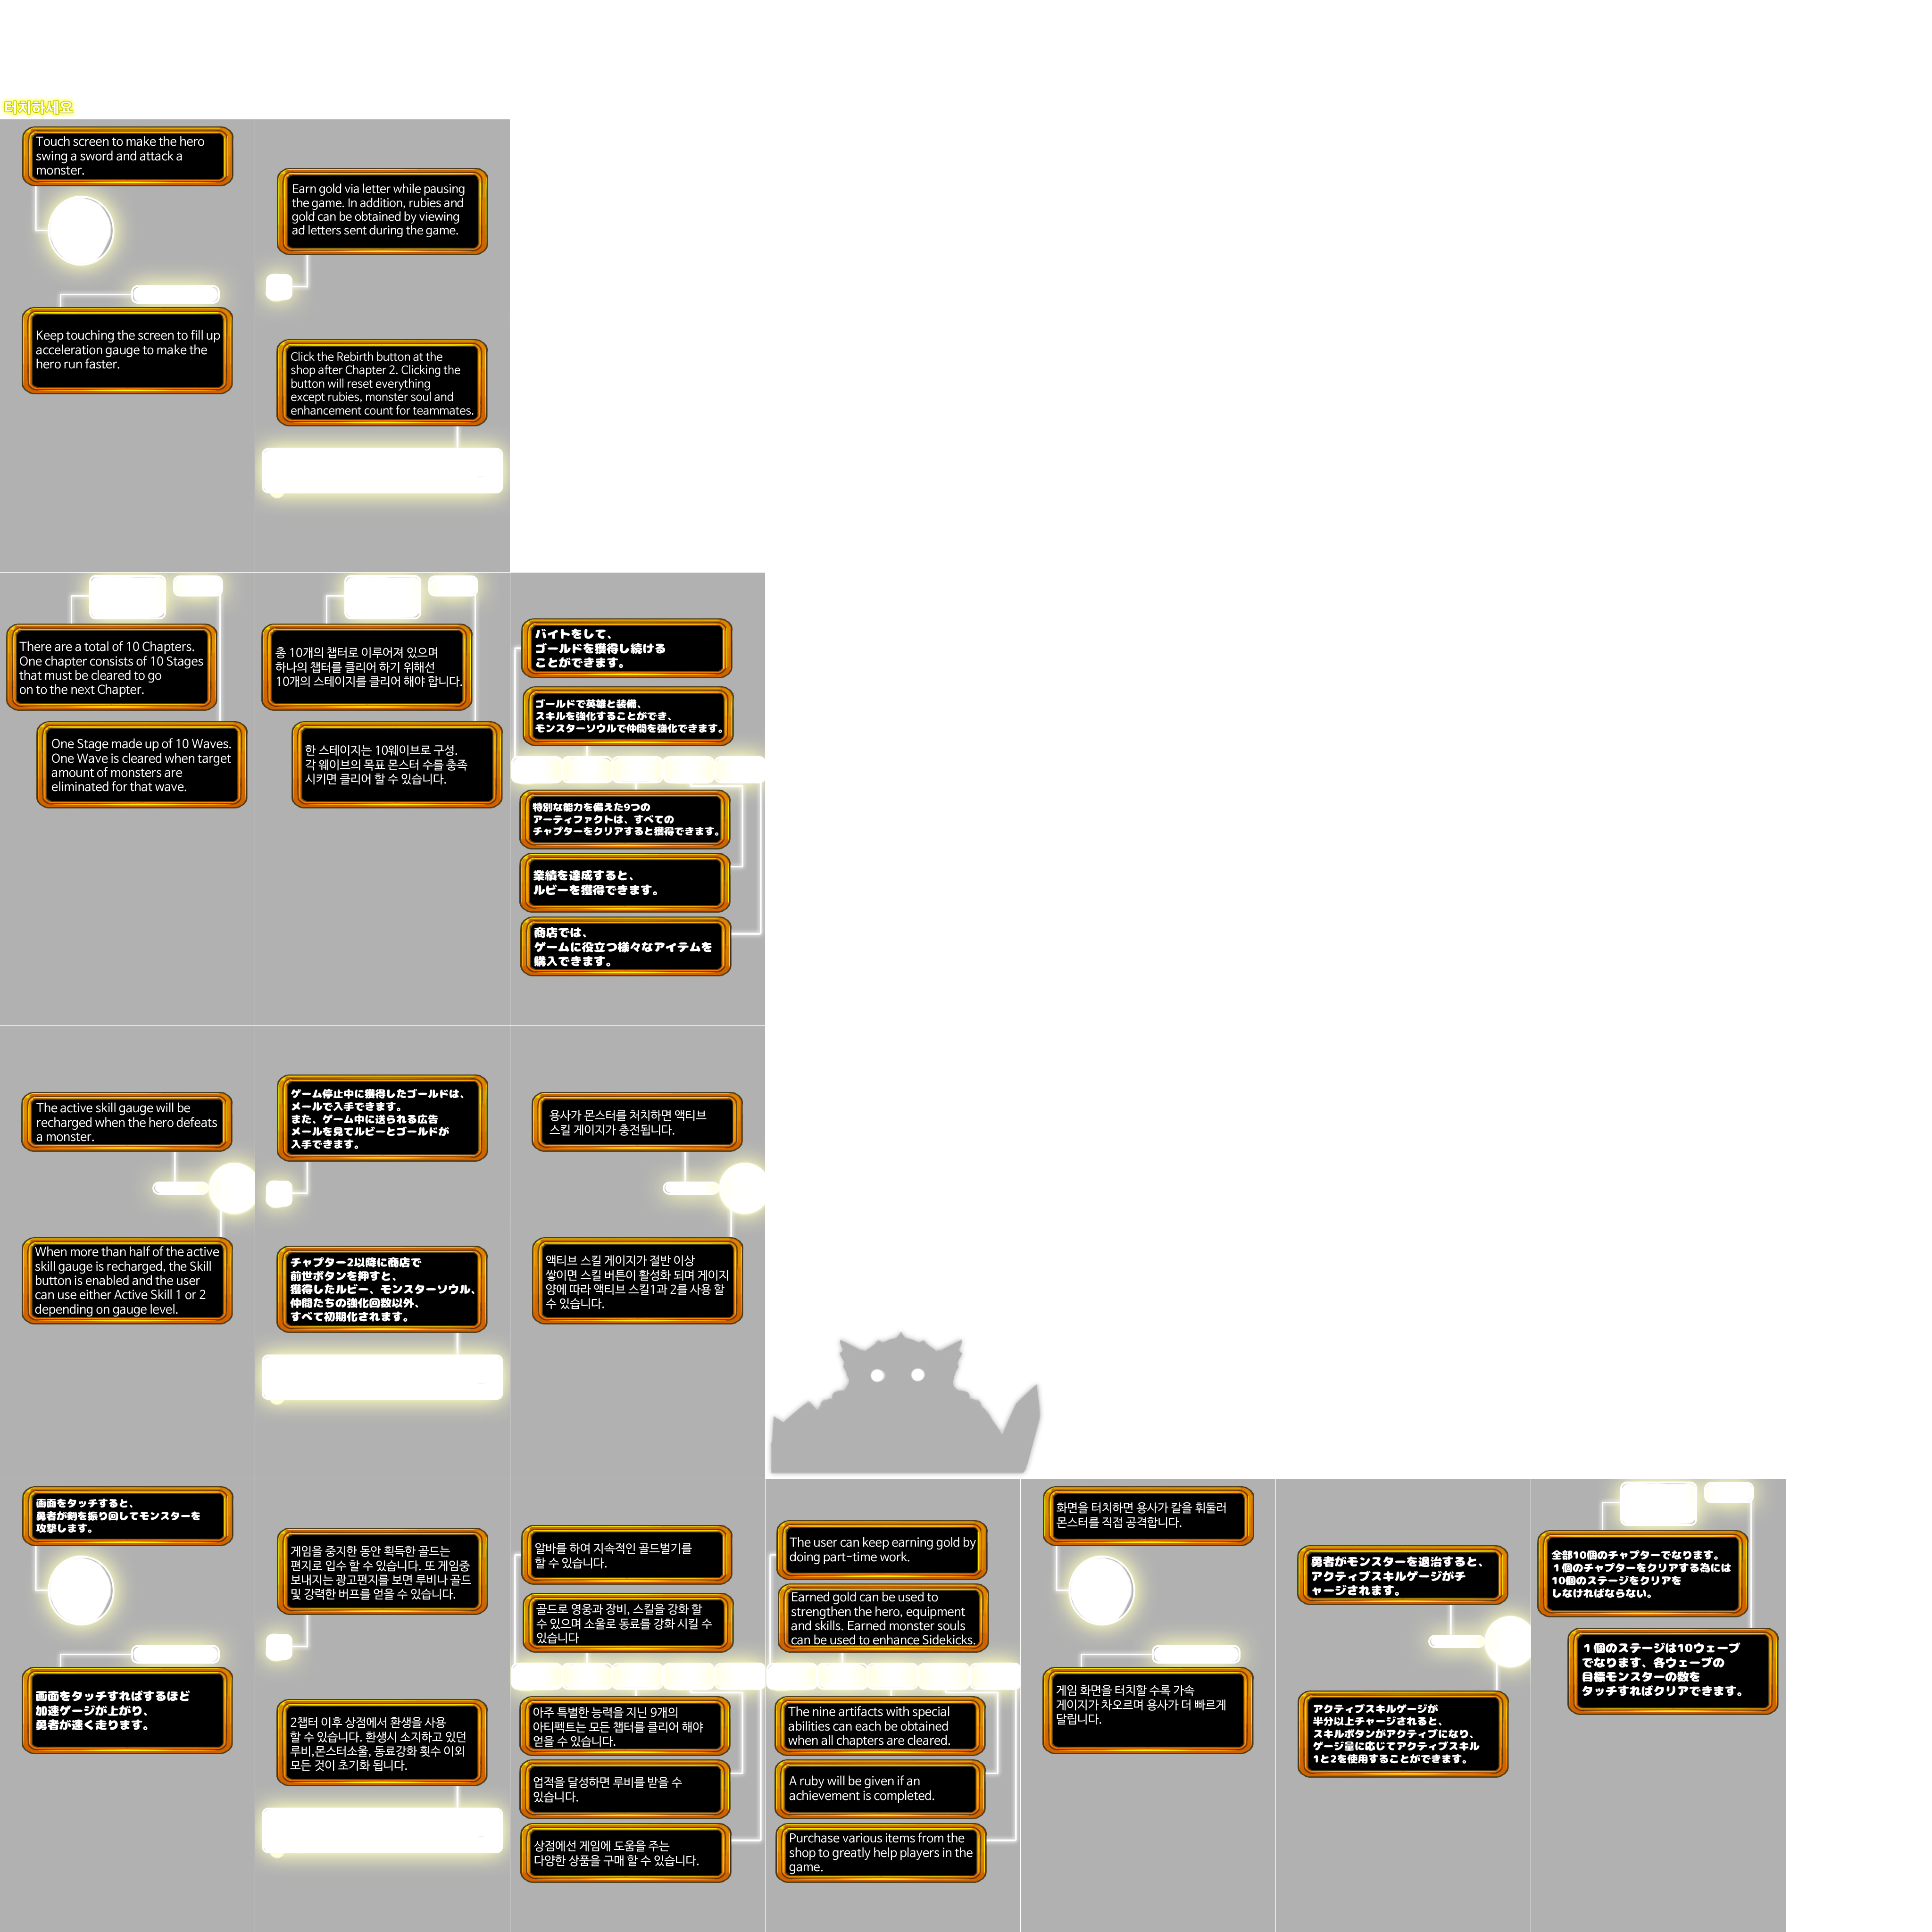 터치하세요
Touch screen to make the hero
swing a sword and attack a
monster.
Keep touching the screen to fill up
acceleration gauge to make the
hero run faster.
Earn gold via letter while pausing
the game. In addition, rubies and
gold can be obtained by viewing
ad letters sent during the game.
Click the Rebirth button at the
shop after Chapter 2. Clicking the
button will reset everything
except rubies, monster soul and
enhancement count for teammates.
There are a total of 10 Chapters.
One chapter consists of 10 Stages
that must be cleared to go
on to the next Chapter.
One Stage made up of 10 Waves.
One Wave is cleared when target
amount of monsters are
eliminated for that wave.
총 10개의 챕터로 이루어져 있으며
하나의 챕터를 클리어 하기 위해선
10개의 스테이지를 클리어 해야 합니다.
한 스테이지는 10웨이브로 구성.
각 웨이브의 목표 몬스터 수를 충족
시키면 클리어 할 수 있습니다.
バイトをして、
ゴールドを獲得し続ける
ことができます。
ゴールドで英雄と装備、
スキルを強化することができ、
モンスターソウルで仲間を強化できます。
特別な能力を備えた9つの
アーティファクトは、すべての
チャプターをクリアすると獲得できます。
業績を達成すると、
ルビーを獲得できます。
商店では、
ゲームに役立つ様々なアイテムを
購入できます。
The active skill gauge will be
recharged when the hero defeats
a monster.
When more than half of the active
skill gauge is recharged, the Skill
button is enabled and the user
can use either Active Skill 1 or 2
depending on gauge level.
ゲーム停止中に獲得したゴールドは、
メールで入手できます。
また、ゲーム中に送られる広告
メールを見てルビーとゴールドが
入手できます。
チャプター2以降に商店で
前世ボタンを押すと、
獲得したルビー、モンスターソウル、
仲間たちの強化回数以外、
すべて初期化されます。
용사가 몬스터를 처치하면 액티브
스킬 게이지가 충전됩니다.
액티브 스킬 게이지가 절반 이상
쌓이면 스킬 버튼이 활성화 되며 게이지
양에 따라 액티브 스킬1과 2를 사용 할
수 있습니다.
画面をタッチすると、
勇者が剣を振り回してモンスターを
攻撃します。
画面をタッチすればするほど
加速ゲージが上がり、
勇者が速く走ります。
게임을 중지한 동안 획득한 골드는
편지로 입수 할 수 있습니다. 또 게임중
보내지는 광고편지를 보면 루비나 골드
및 강력한 버프를 얻을 수 있습니다.
2챕터 이후 상점에서 환생을 사용
할 수 있습니다. 환생시 소지하고 있던
루비,몬스터소울, 동료강화 횟수 이외
모든 것이 초기화 됩니다.
알바를 하여 지속적인 골드벌기를
할 수 있습니다.
골드로 영웅과 장비, 스킬을 강화 할
수 있으며 소울로 동료를 강화 시킬 수
있습니다
아주 특별한 능력을 지닌 9개의
아티펙트는 모든 챕터를 클리어 해야
얻을 수 있습니다.
업적을 달성하면 루비를 받을 수
있습니다.
상점에선 게임에 도움을 주는
다양한 상품을 구매 할 수 있습니다.
The user can keep earning gold by
doing part-time work.
Earned gold can be used to
strengthen the hero, equipment
and skills. Earned monster souls
can be used to enhance Sidekicks.
The nine artifacts with special
abilities can each be obtained
when all chapters are cleared.
A ruby will be given if an
achievement is completed.
Purchase various items from the
shop to greatly help players in the
game.
화면을 터치하면 용사가 칼을 휘둘러
몬스터를 직접 공격합니다.
게임 화면을 터치할 수록 가속
게이지가 차오르며 용사가 더 빠르게
달립니다.
勇者がモンスターを退治すると、
アクティブスキルゲージがチ
ャージされます。
アクティブスキルゲージが
半分以上チャージされると、
スキルボタンがアクティブになり、
ゲージ量に応じてアクティブスキル
1と2を使用することができます。
全部10個のチャプターでなります。
１個のチャプターをクリアする為には
10個のステージをクリアを
しなければならない。
１個のステージは10ウェーブ
でなります、各ウェーブの
目標モンスターの数を
タッチすればクリアできます。